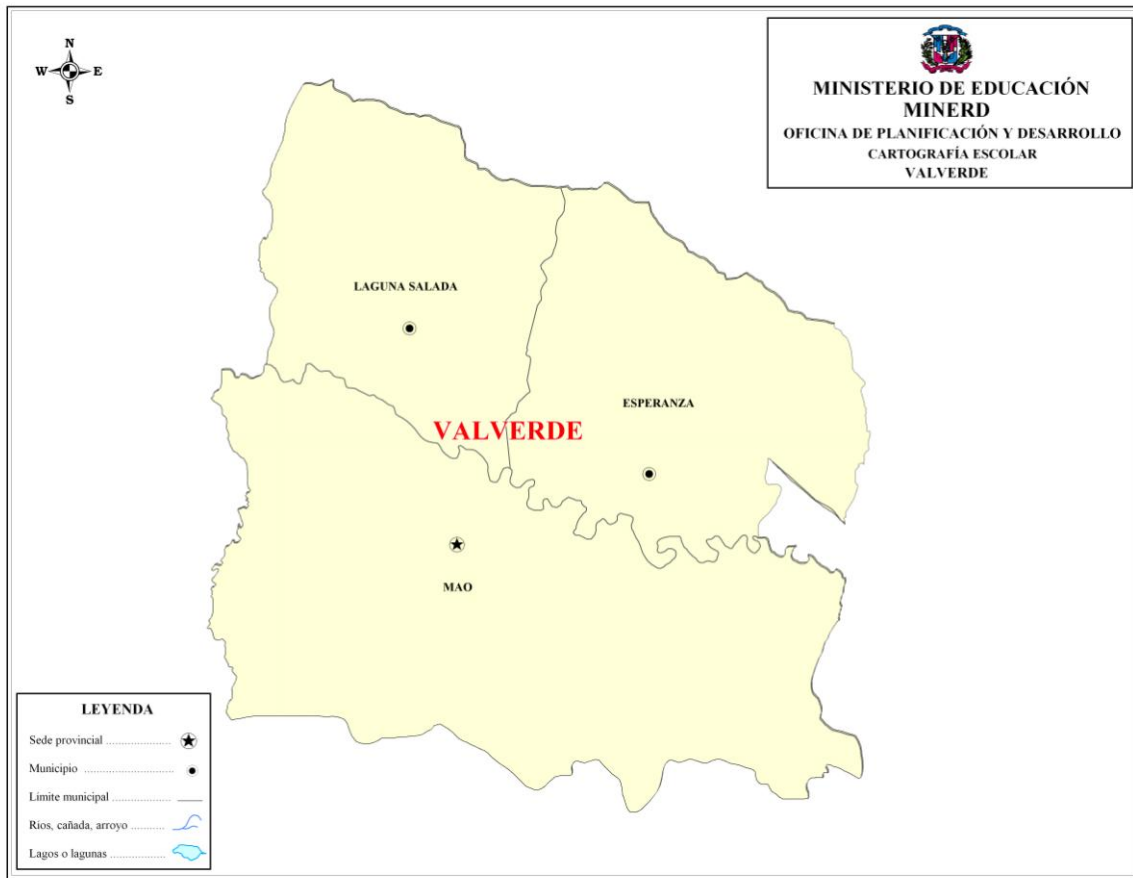 N
W E
S
MINISTERIO DE EDUCACIÓN
MINERD
OFICINA DE PLANIFICACIÓN Y DESARROLLO
CARTOGRAFÍA ESCOLAR
VALVERDE
LAGUNA SALADA
ESPERANZA
VALVERDE
MAO
LEYENDA
Sede provincial .....................
Municipio ............................
Limite municipal ...................
Rios, cañada, arroyo ...........
Lagos o lagunas ..................